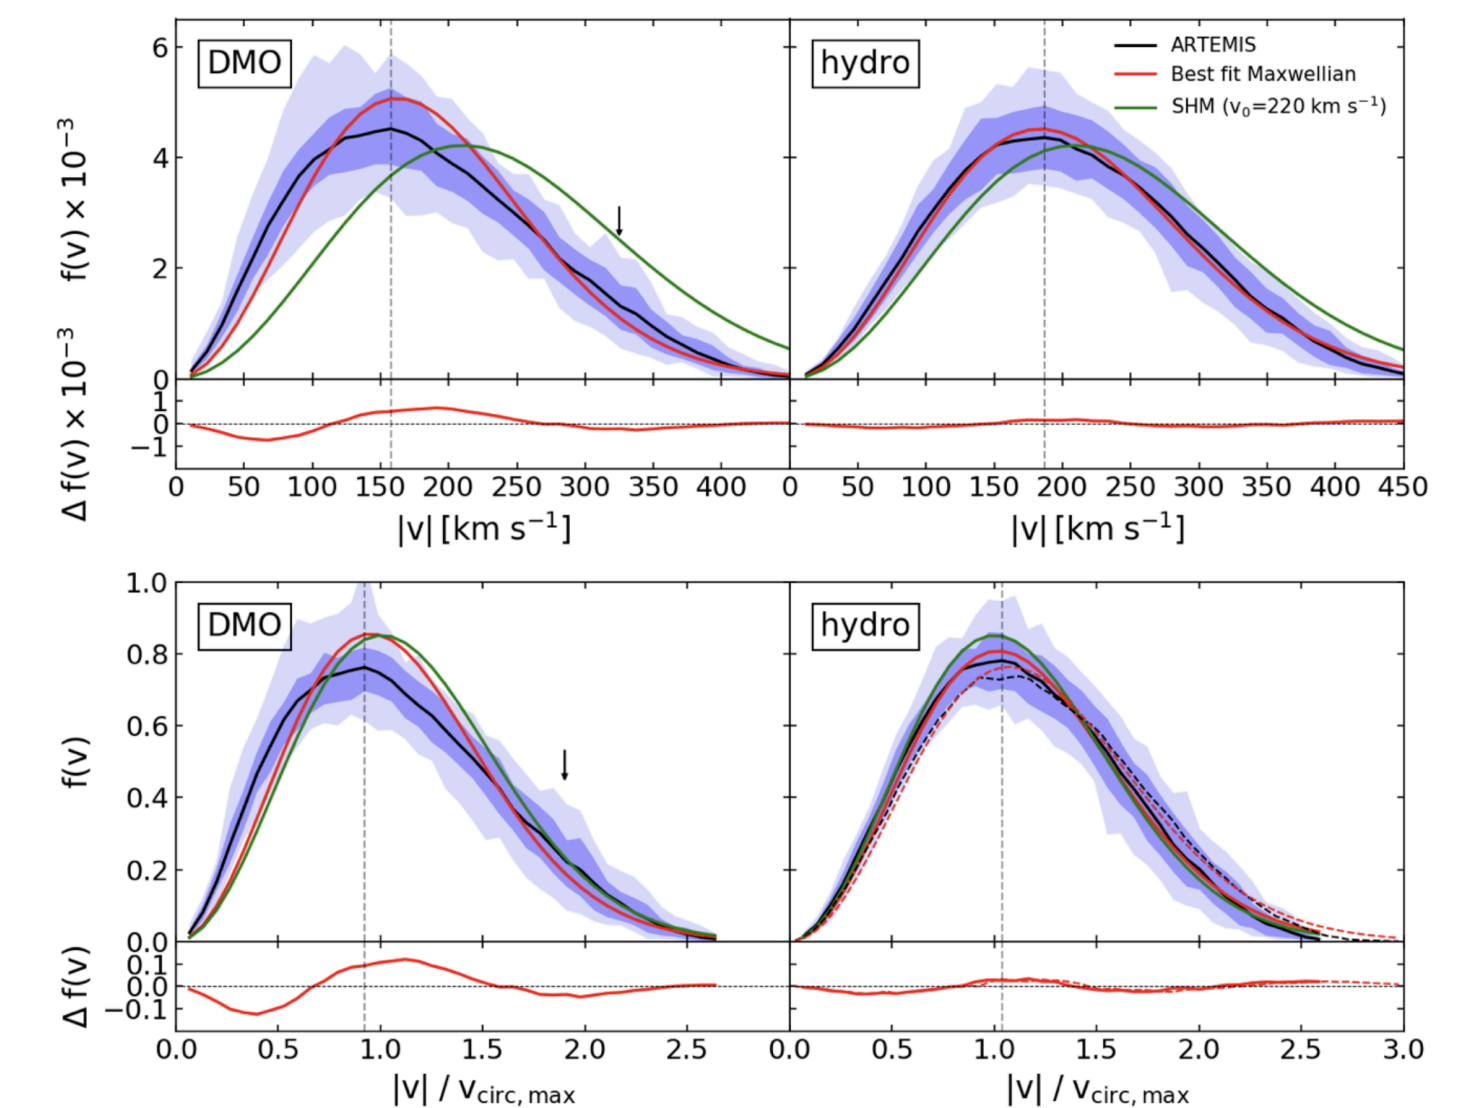 DMO
hydro
ARTEMIS
Best fit Maxwellian
SHM (v₀=220 km s⁻¹)
f(v) × 10⁻³
6
4
2
0
Δ f(v) × 10⁻³
1
0
−1
0 50 100 150 200 250 300 350 400 0 50 100 150 200 250 300 350 400 450
|v| [km s⁻¹] |v| [km s⁻¹]
DMO
hydro
f(v)
1.0
0.8
0.6
0.4
0.2
0.0
Δ f(v)
0.1
0.0
−0.1
0.0 0.5 1.0 1.5 2.0 2.5 0.0 0.5 1.0 1.5 2.0 2.5 3.0
|v| / v_circ, max |v| / v_circ, max